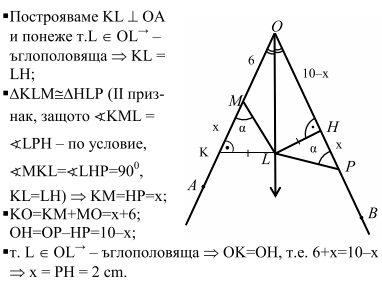 ▪Построяваме KL ⊥ OA
и понеже т.L ∈ OL→ –
ъглополовяща ⇒ KL =
LH;
▪ΔKLM≅ΔHLP (II приз-
нак, защото ∢KML =
∢LPH – по условие,
∢MKL=∢LHP=90⁰,
KL=LH) ⇒ KM=HP=x;
▪KO=KM+MO=x+6;
OH=OP–HP=10–x;
▪т. L ∈ OL→ – ъглополовяща ⇒ OK=OH, т.е. 6+x=10–x
⇒ x = PH = 2 cm.
O
6
10–x
M
x
α
H
K
L
α
x
P
A
B